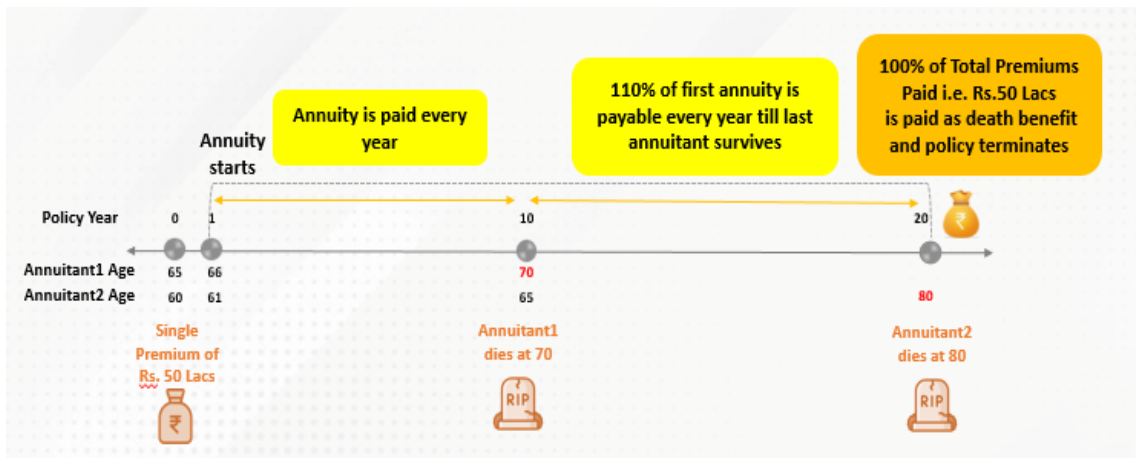 100% of Total Premiums
Paid i.e. Rs.50 Lacs
is paid as death benefit
and policy terminates
110% of first annuity is
payable every year till last
annuitant survives
Annuity is paid every
year
Annuity
starts
Policy Year 0 1 10 20
₹
Annuitant1 Age 65 66 70
Annuitant2 Age 60 61 65 80
Single
Premium of
Rs. 50 Lacs
₹
Annuitant1
dies at 70
RIP
Annuitant2
dies at 80
RIP